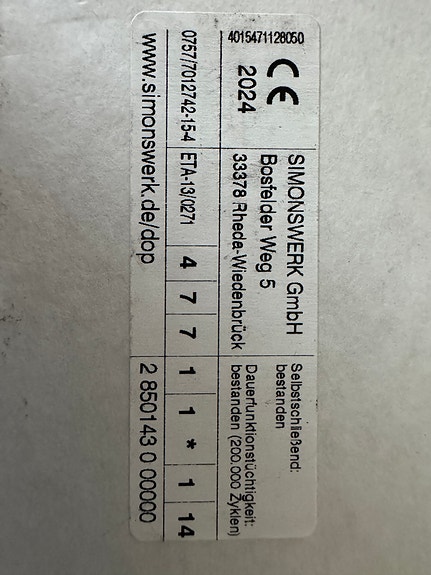 4015471128050
CE
2024
SIMONSWERK GmbH
Bosfelder Weg 5
33378 Rheda-Wiedenbrück
Selbstschließend:
bestanden
Dauerfunktionstüchtigkeit:
bestanden (200.000 Zyklen)
0757/7012742-15-4 ETA-13/0271 4 7 7 1 1 * 1 14
www.simonswerk.de/dop 2 850143 0 00000